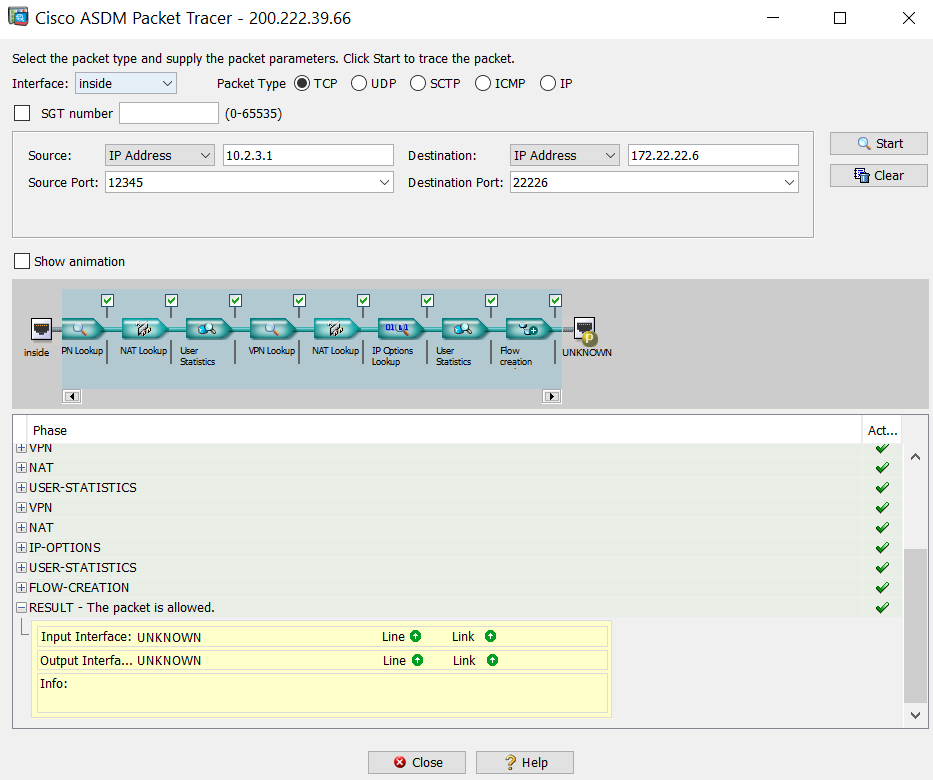 Cisco ASDM Packet Tracer - 200.222.39.66
Select the packet type and supply the packet parameters. Click Start to trace the packet.
Interface: inside Packet Type TCP UDP SCTP ICMP IP
SGT number (0-65535)
Source: IP Address 10.2.3.1 Destination: IP Address 172.22.22.6
Start
Source Port: 12345 Destination Port: 22226
Clear
Show animation
inside
PN Lookup
NAT Lookup
User
Statistics
VPN Lookup
NAT Lookup
IP Options
Lookup
User
Statistics
Flow
creation
UNKNOWN
Phase Act...
VPN
NAT
USER-STATISTICS
VPN
NAT
IP-OPTIONS
USER-STATISTICS
FLOW-CREATION
RESULT - The packet is allowed.
Input Interface: UNKNOWN Line Link
Output Interfa... UNKNOWN Line Link
Info:
Close Help